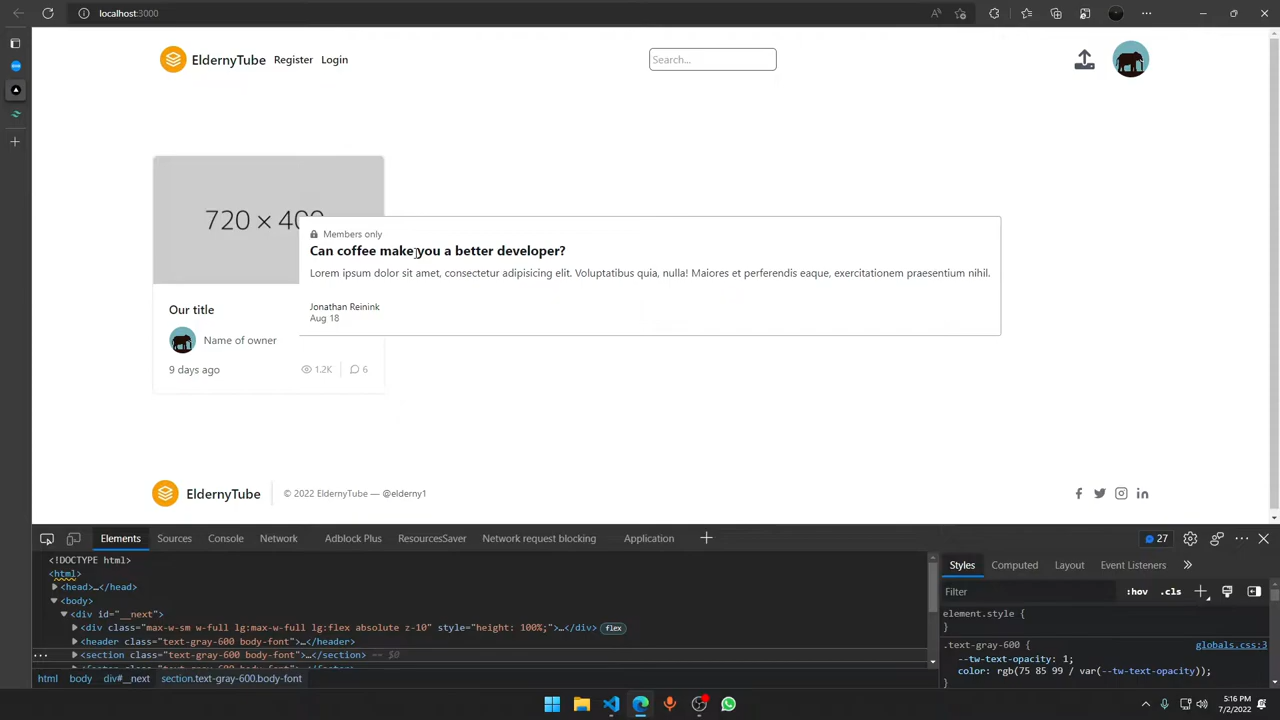 localhost:3000
EldernyTube Register Login Search...
720 × 400
Members only
Can coffee make you a better developer?
Lorem ipsum dolor sit amet, consectetur adipisicing elit. Voluptatibus quia, nulla! Maiores et perferendis eaque, exercitationem praesentium nihil.
Jonathan Reinink
Aug 18
Our title
Name of owner
9 days ago 1.2K 6
EldernyTube © 2022 EldernyTube — @elderny1
Elements Sources Console Network Adblock Plus ResourcesSaver Network request blocking Application 27
<!DOCTYPE html>
<html>
<head>…</head>
<body>
<div id="__next">
<div class="max-w-sm w-full lg:max-w-full lg:flex absolute z-10" style="height: 100%;">…</div> flex
<header class="text-gray-600 body-font">…</header>
<section class="text-gray-600 body-font">…</section> == $0
html body div#__next section.text-gray-600.body-font
Styles Computed Layout Event Listeners
Filter :hov .cls
element.style {
}
.text-gray-600 { globals.css:3
--tw-text-opacity: 1;
color: rgb(75 85 99 / var(--tw-text-opacity));
}
5:16 PM
7/2/2022